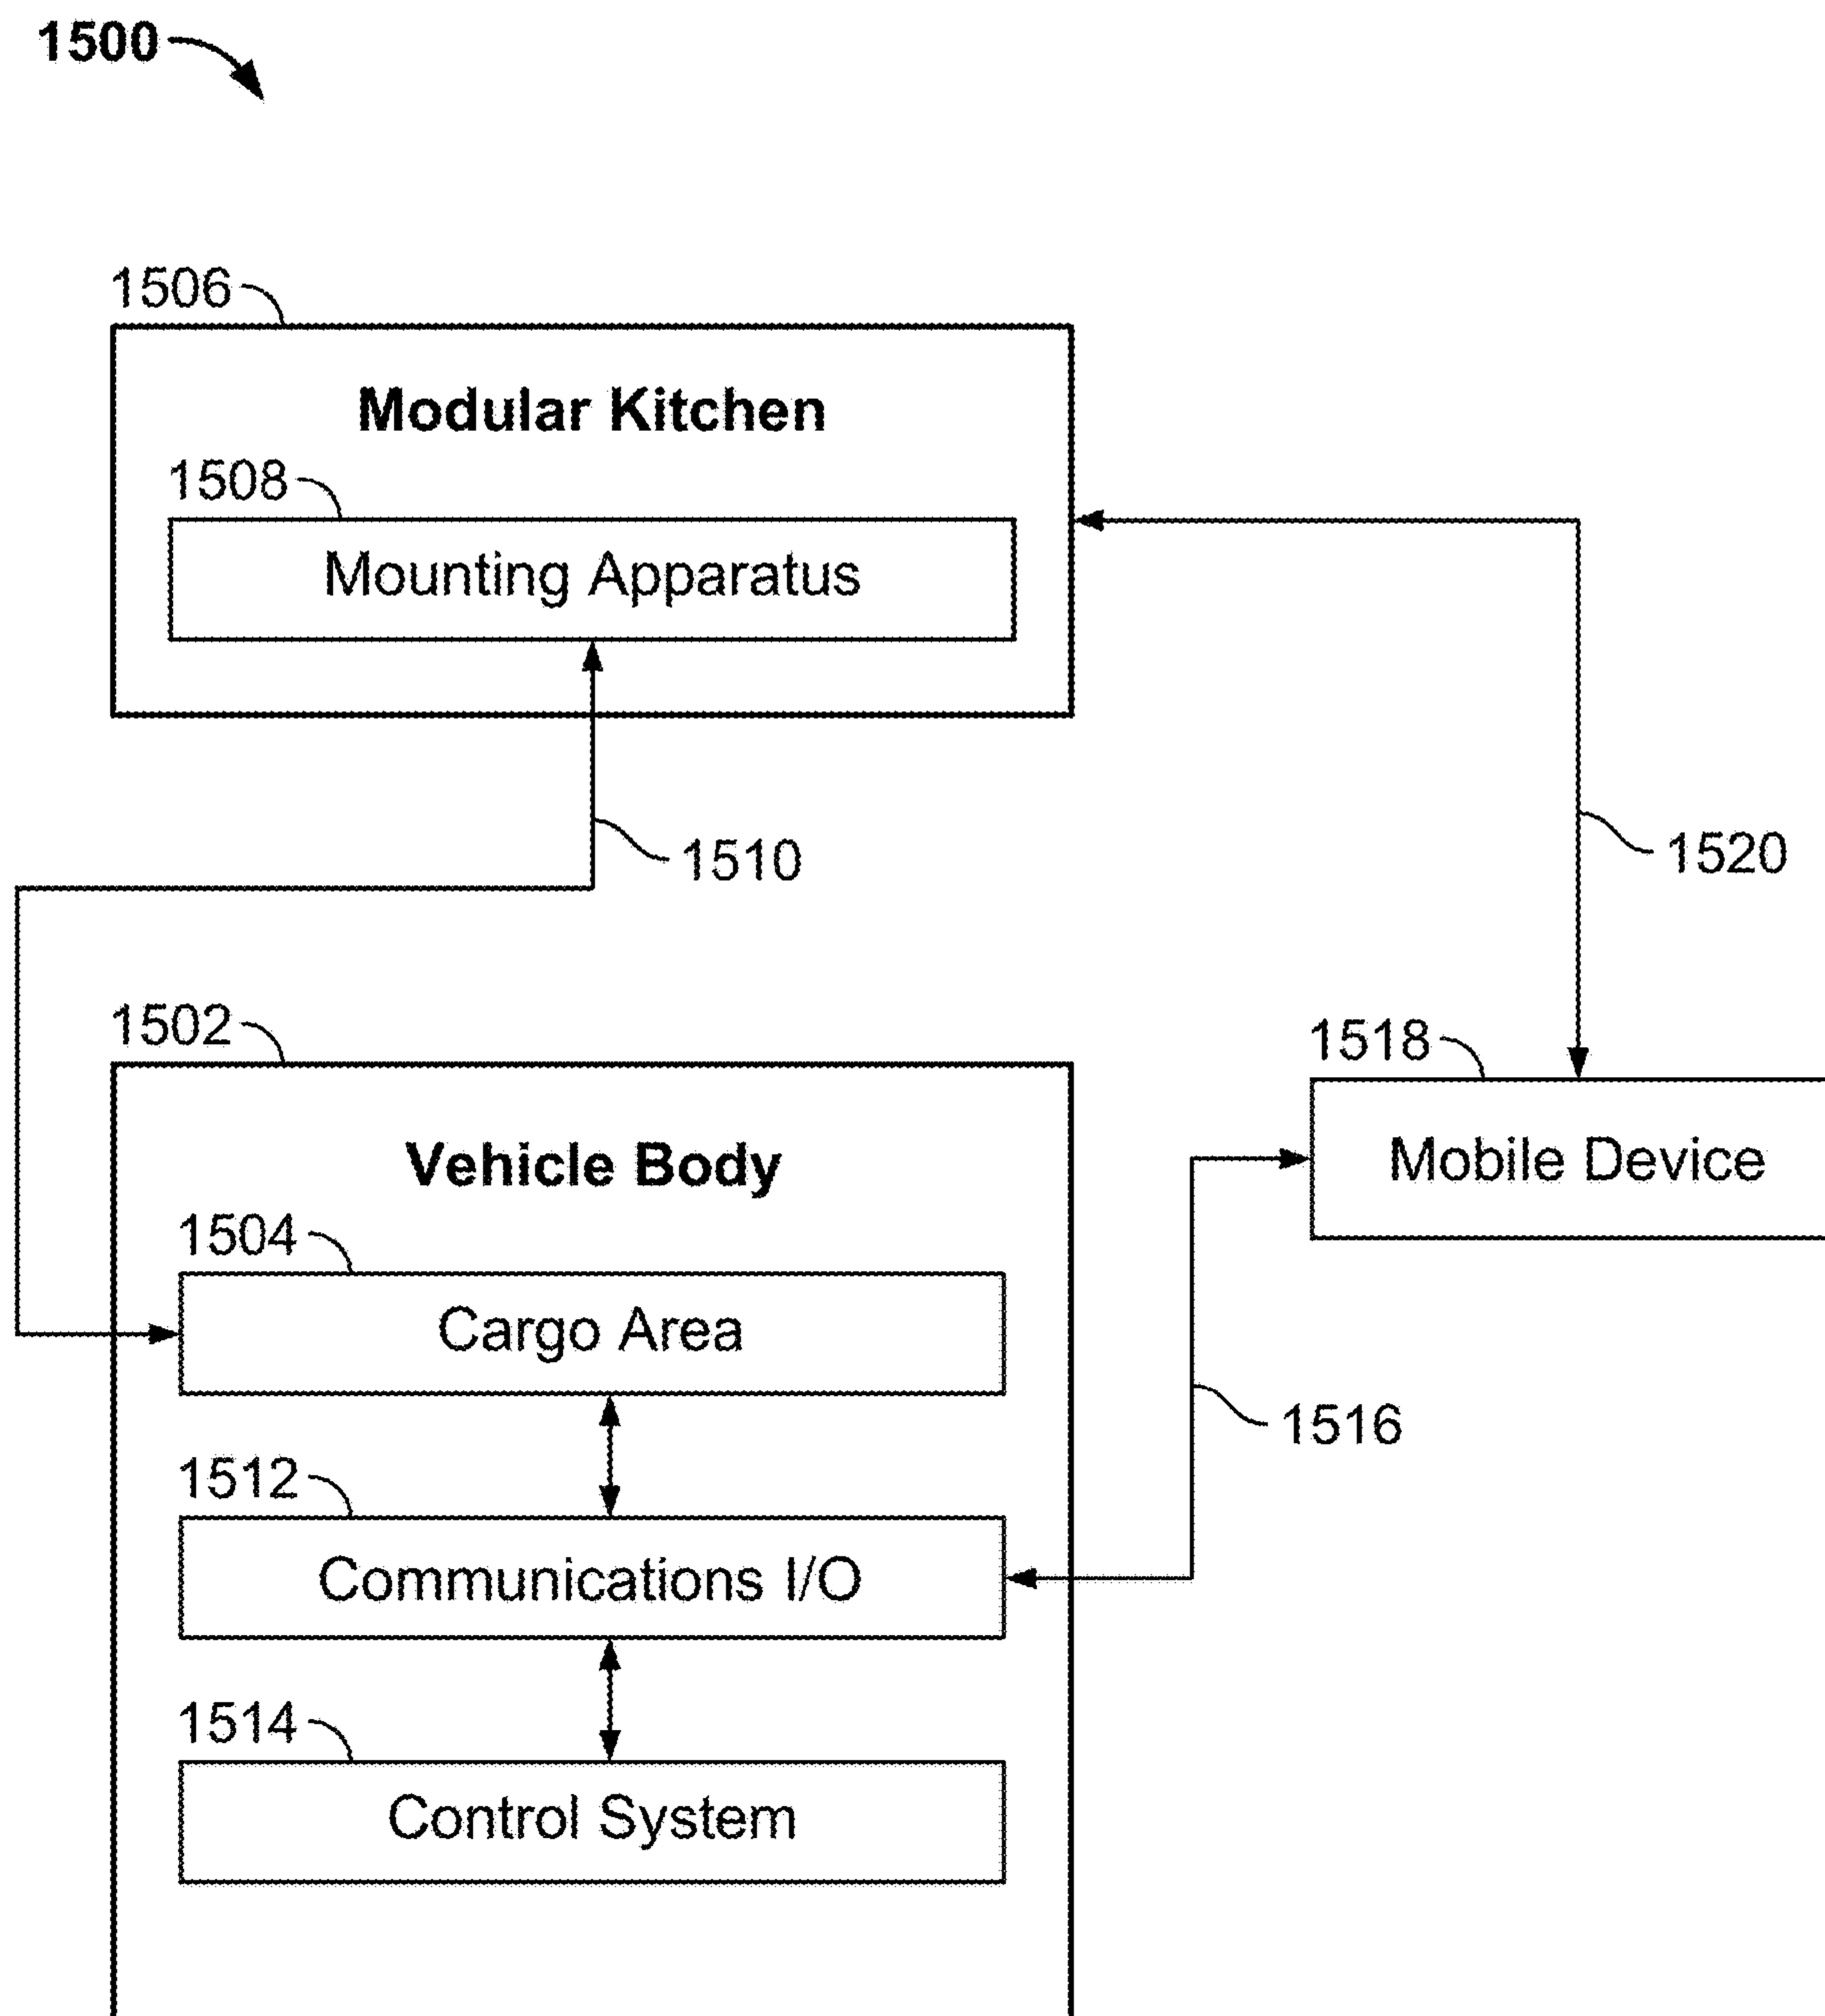 1500
1506
Modular Kitchen
1508
Mounting Apparatus
1510
1520
1502
1518
Vehicle Body
Mobile Device
1504
Cargo Area
1516
1512
Communications I/O
1514
Control System